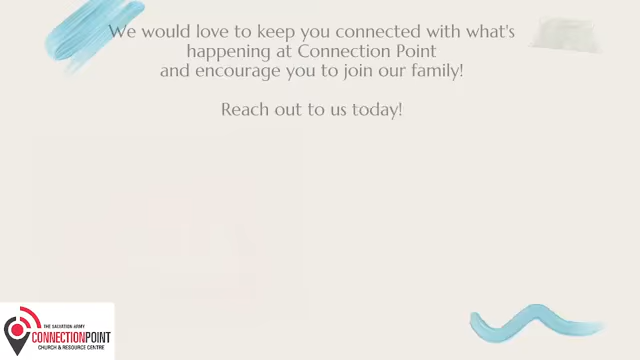 We would love to keep you connected with what's
happening at Connection Point
and encourage you to join our family!
Reach out to us today!
THE SALVATION ARMY
CONNECTIONPOINT
CHURCH & RESOURCE CENTRE